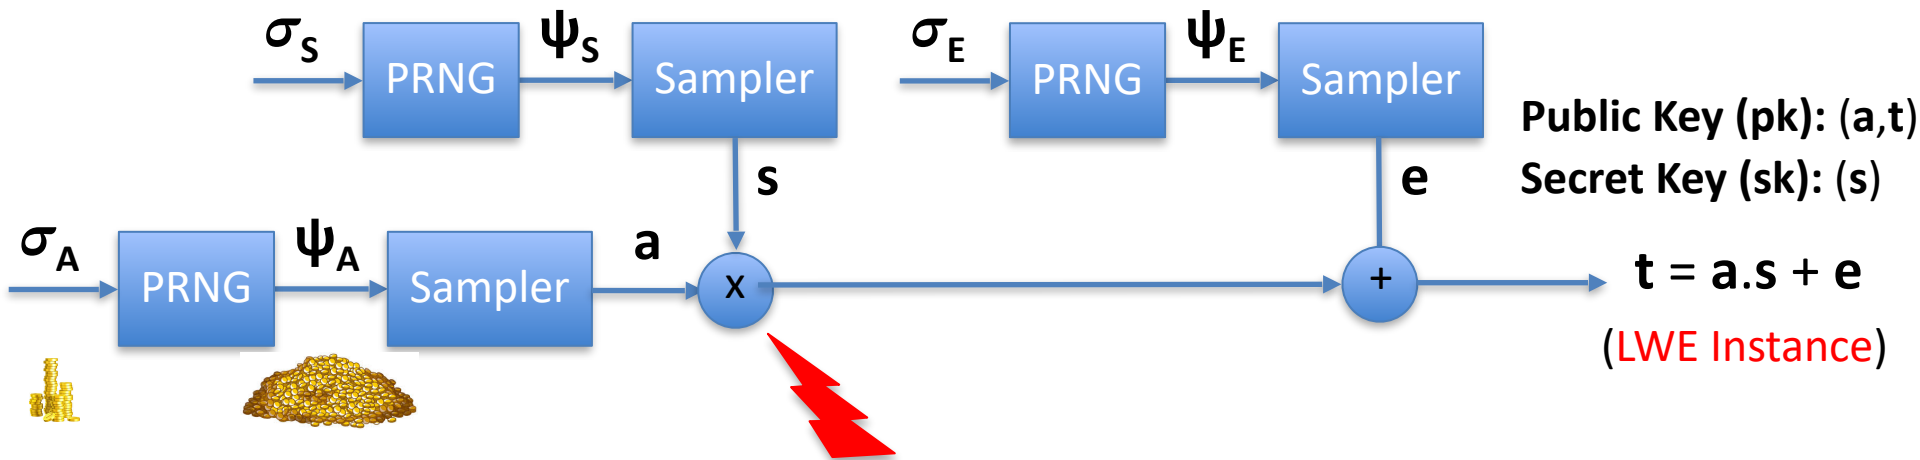 σS PRNG ψS Sampler
σE PRNG ψE Sampler
s
e
Public Key (pk): (a,t)
Secret Key (sk): (s)
σA PRNG ψA Sampler a x + t = a.s + e
(LWE Instance)